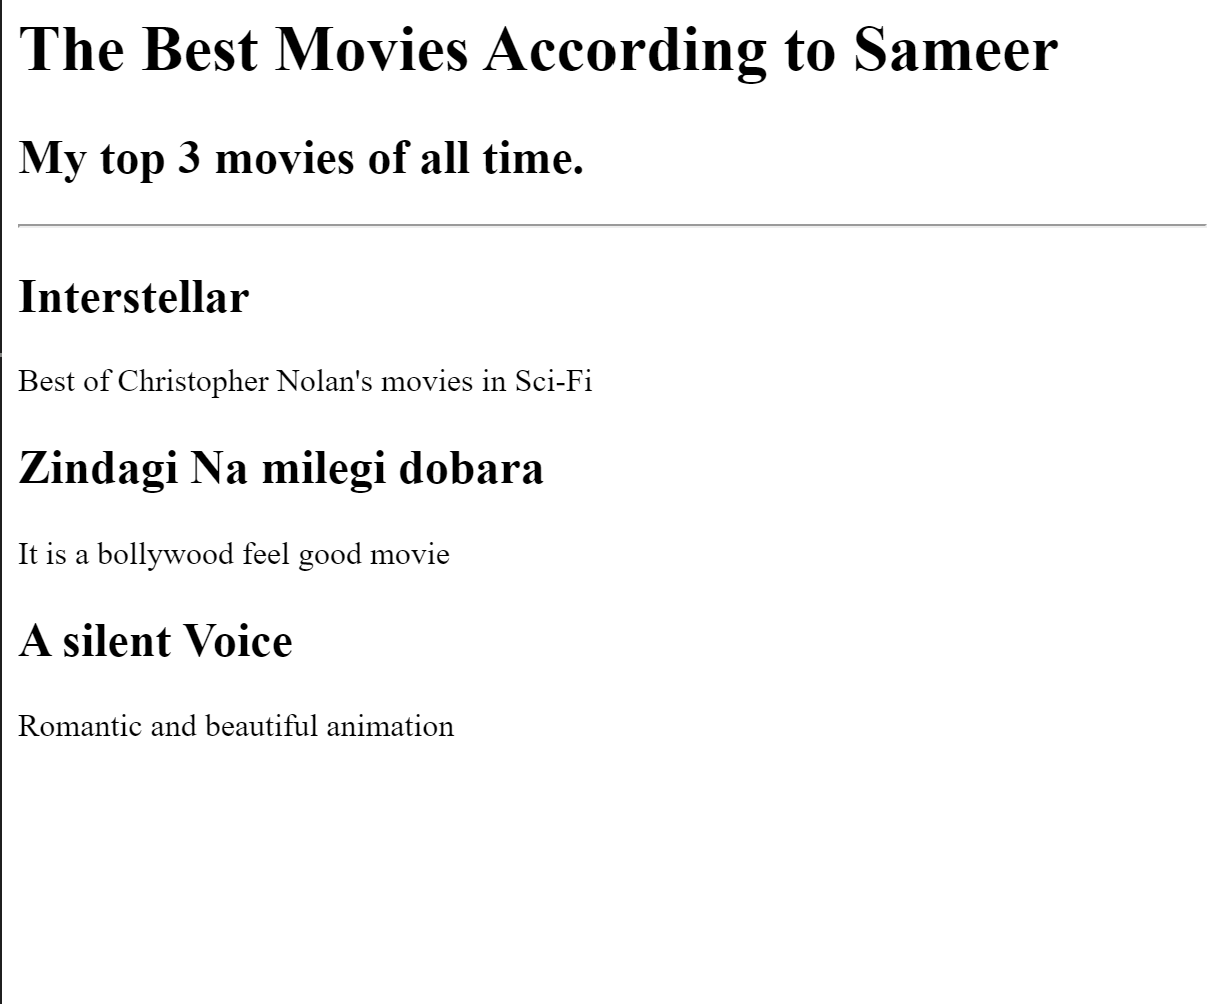 The Best Movies According to Sameer
My top 3 movies of all time.
Interstellar
Best of Christopher Nolan's movies in Sci-Fi
Zindagi Na milegi dobara
It is a bollywood feel good movie
A silent Voice
Romantic and beautiful animation